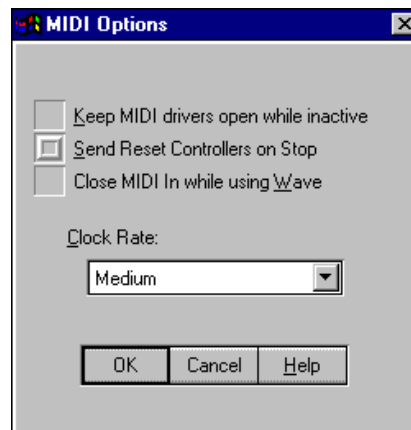 MIDI Options
Keep MIDI drivers open while inactive
Send Reset Controllers on Stop
Close MIDI In while using Wave
Clock Rate:
Medium
OK Cancel Help